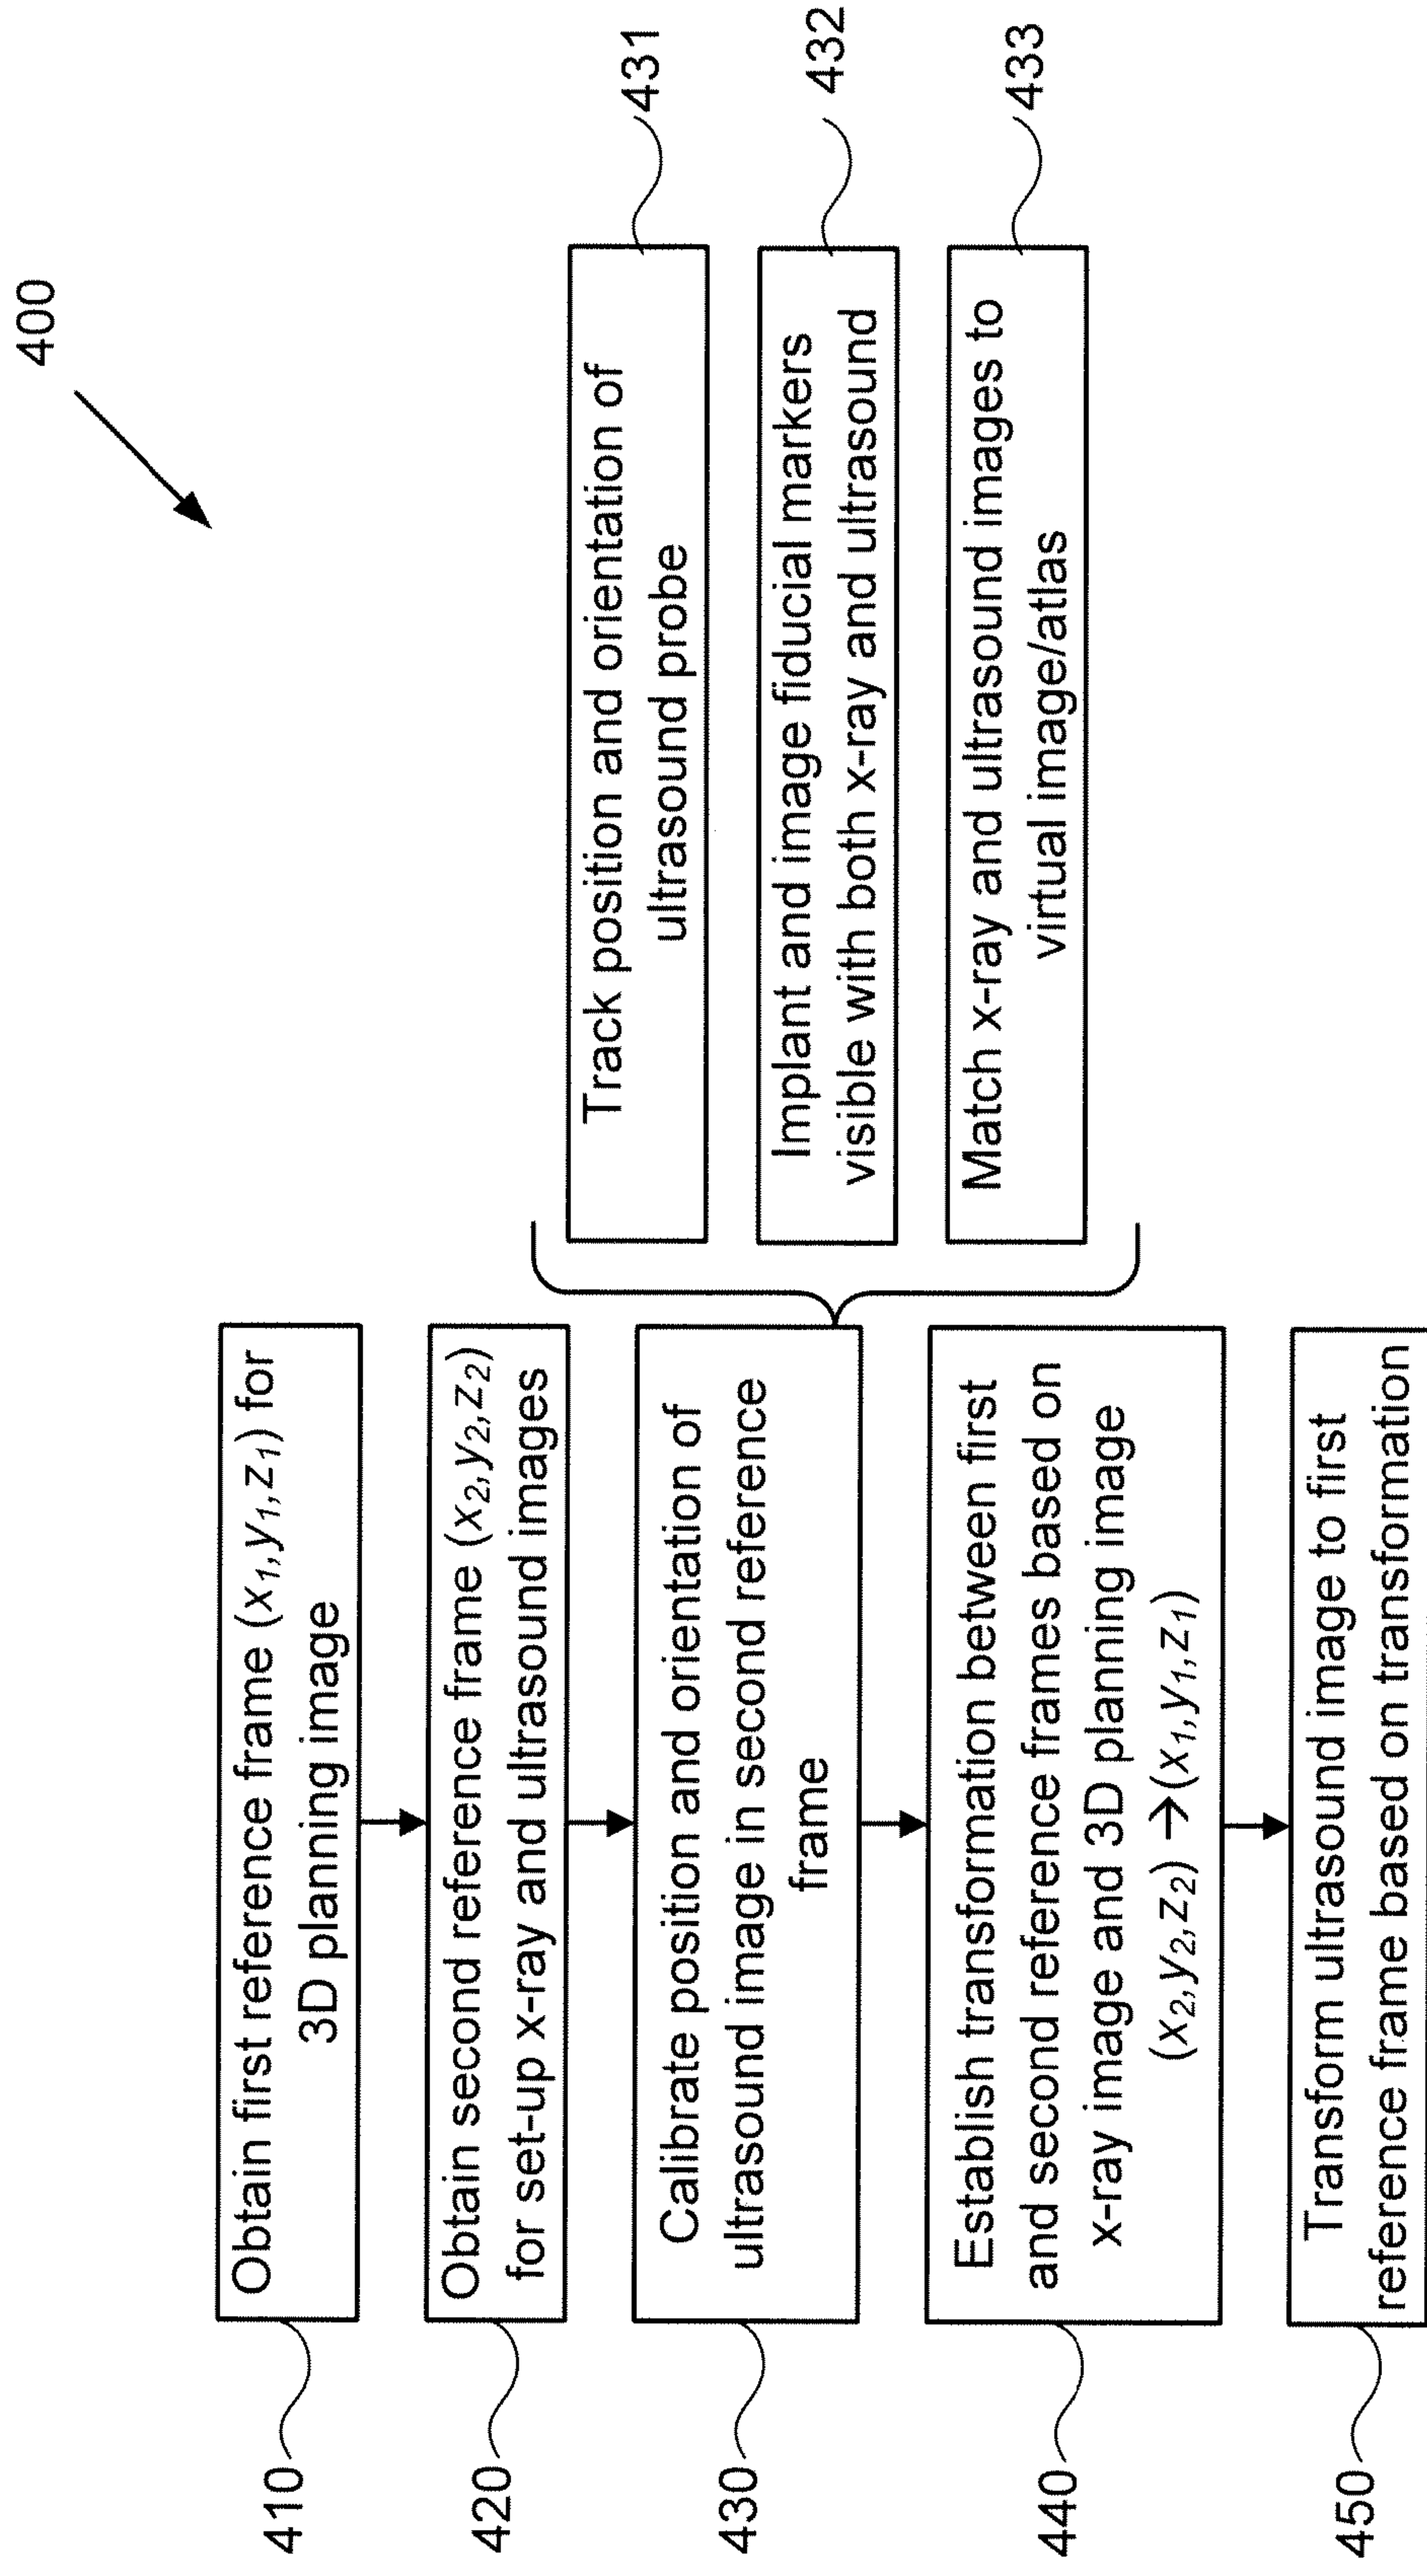 400
410
Obtain first reference frame (x₁,y₁,z₁) for
3D planning image
420
Obtain second reference frame (x₂,y₂,z₂)
for set-up x-ray and ultrasound images
430
Calibrate position and orientation of
ultrasound image in second reference
frame
431
Track position and orientation of
ultrasound probe
432
Implant and image fiducial markers
visible with both x-ray and ultrasound
433
Match x-ray and ultrasound images to
virtual image/atlas
440
Establish transformation between first
and second reference frames based on
x-ray image and 3D planning image
(x₂,y₂,z₂) → (x₁,y₁,z₁)
450
Transform ultrasound image to first
reference frame based on transformation